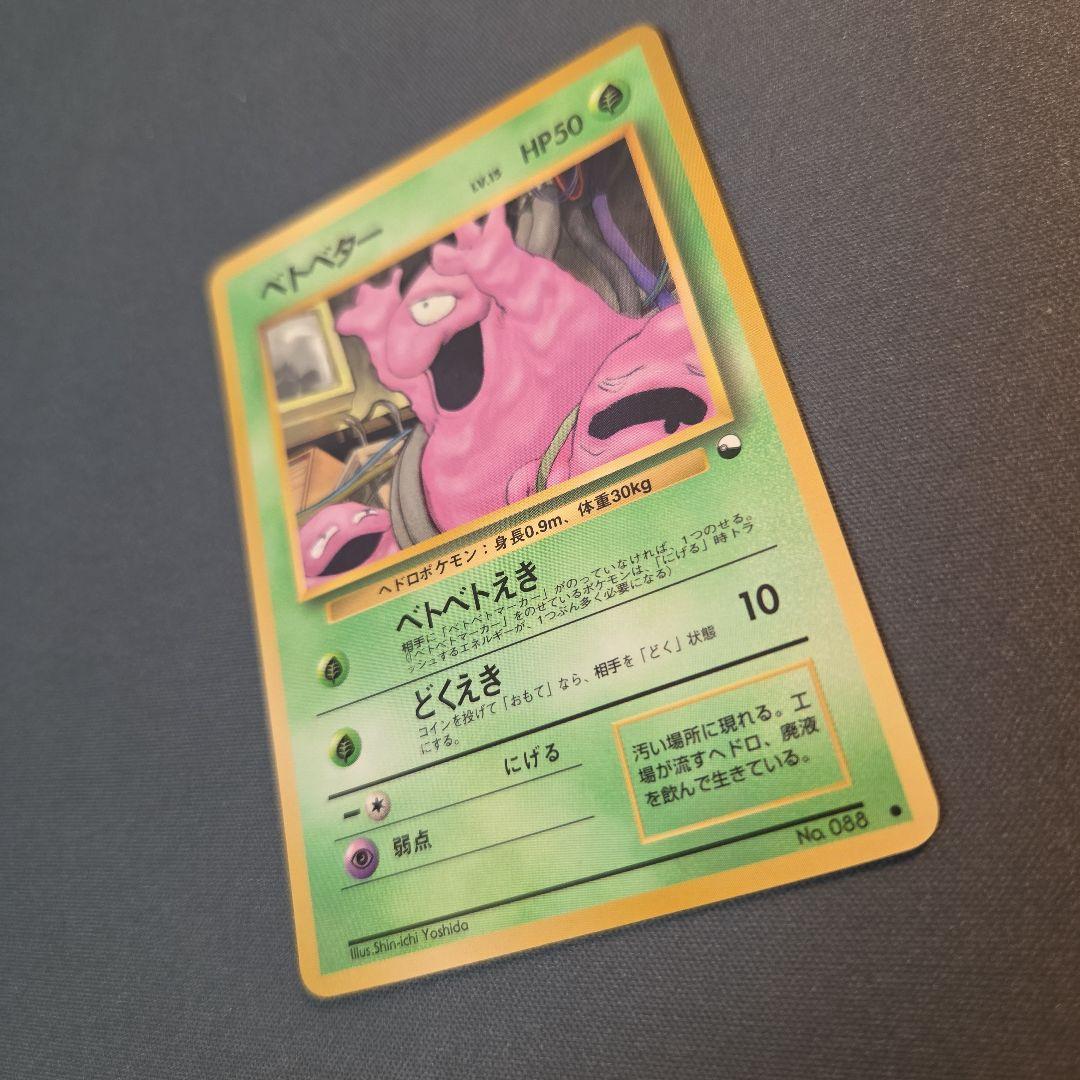 ベトベター
LV.15
HP50
ヘドロポケモン：身長0.9m、体重30kg
ベトベトえき
相手に「ベトベトマーカー」がのっていなければ、1つのせる。
(「ベトベトマーカー」をのせているポケモンは、「にげる」時トラ
ッシュするエネルギーが、1つぶん多く必要になる)
どくえき
10
コインを投げて「おもて」なら、相手を「どく」状態
にする。
にげる
弱点
汚い場所に現れる。工
場が流すヘドロ、廃液
を飲んで生きている。
Illus.Shin-ichi Yoshida
No. 088